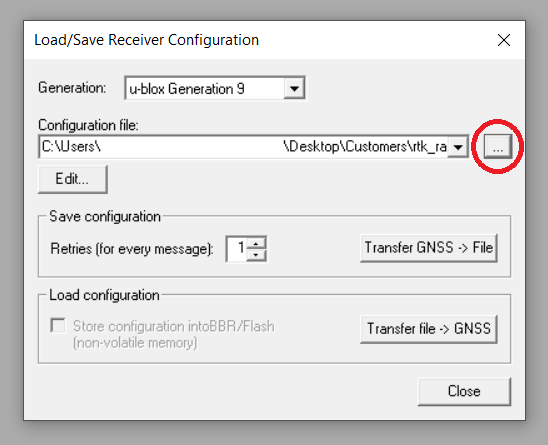 Load/Save Receiver Configuration
Generation: u-blox Generation 9
Configuration file:
C:\Users\ \Desktop\Customers\rtk_ra ...
Edit...
Save configuration
Retries (for every message): 1 Transfer GNSS -> File
Load configuration
Store configuration intoBBR/Flash
(non-volatile memory)
Transfer file -> GNSS
Close